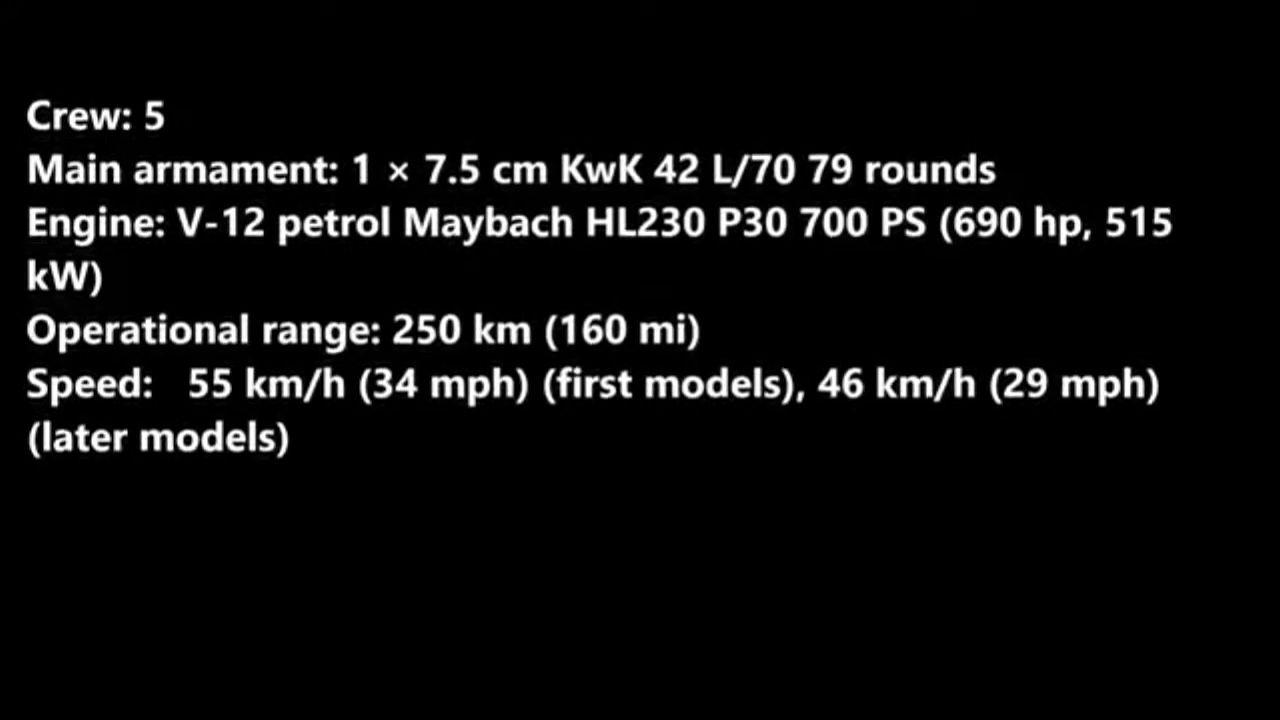 Crew: 5
Main armament: 1 × 7.5 cm KwK 42 L/70 79 rounds
Engine: V-12 petrol Maybach HL230 P30 700 PS (690 hp, 515
kW)
Operational range: 250 km (160 mi)
Speed:   55 km/h (34 mph) (first models), 46 km/h (29 mph)
(later models)